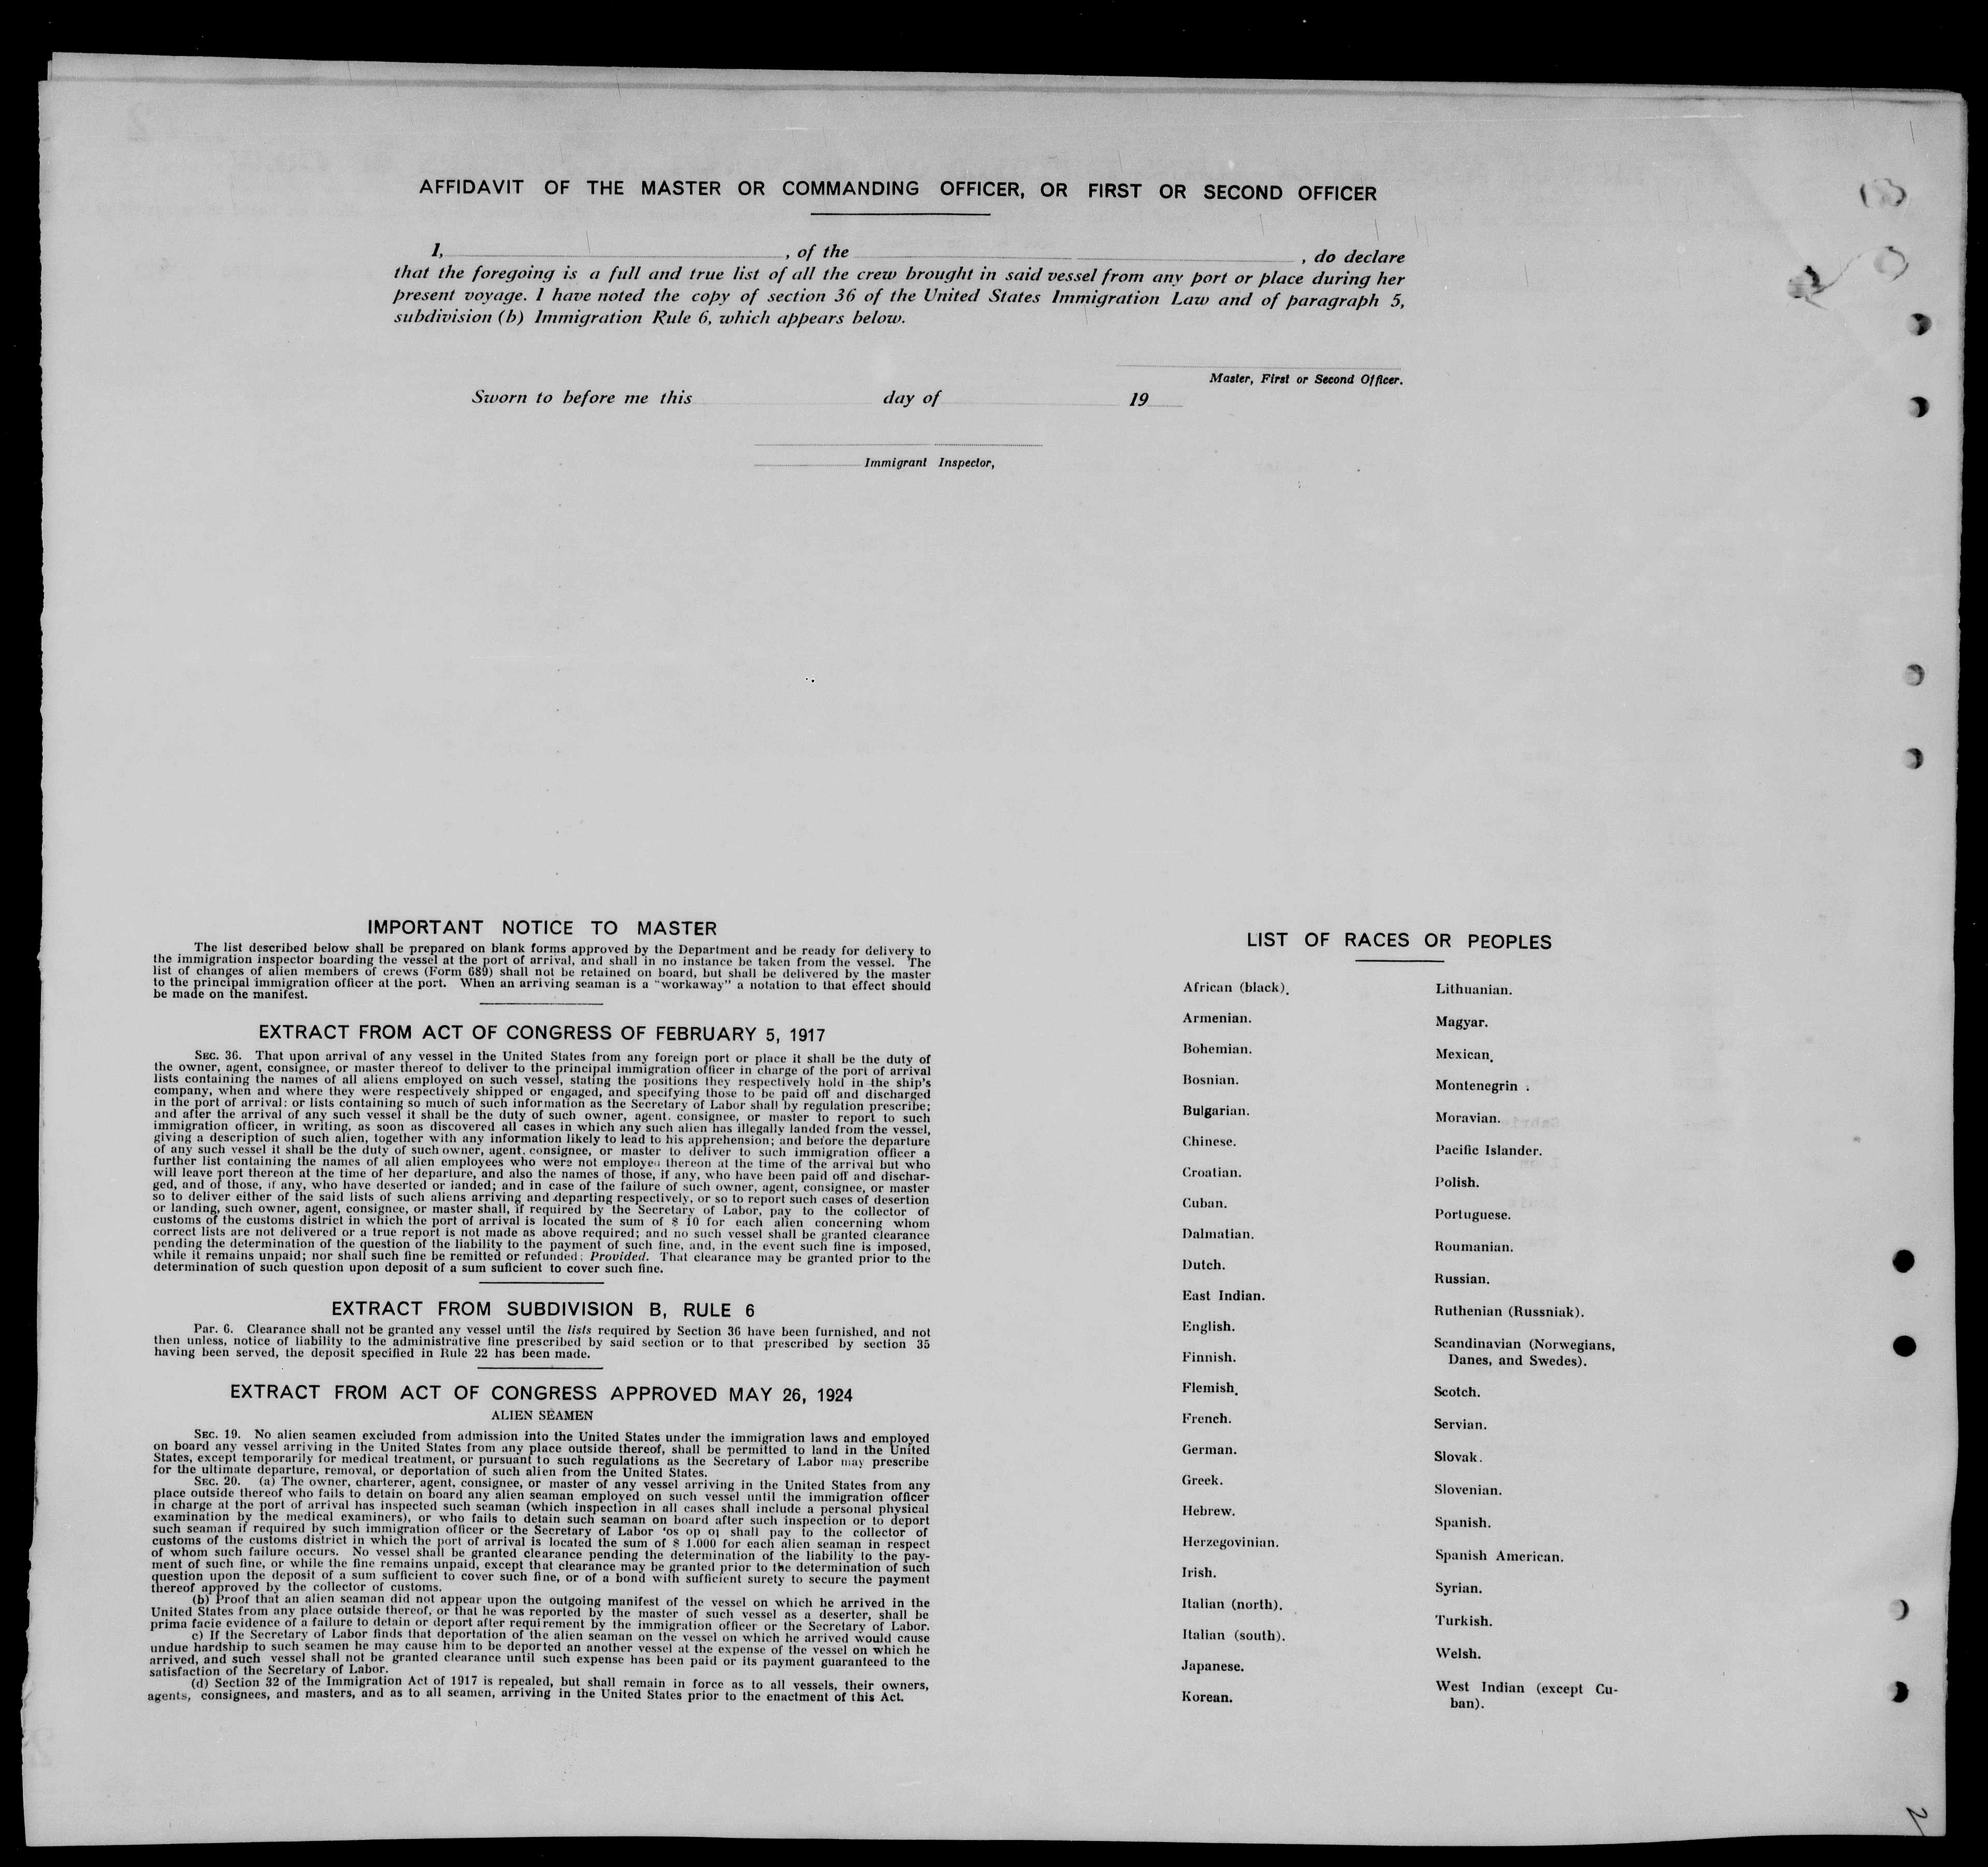 AFFIDAVIT OF THE MASTER OR COMMANDING OFFICER, OR FIRST OR SECOND OFFICER
I, , of the , do declare
that the foregoing is a full and true list of all the crew brought in said vessel from any port or place during her
present voyage. I have noted the copy of section 36 of the United States Immigration Law and of paragraph 5,
subdivision (b) Immigration Rule 6, which appears below.
Master, First or Second Officer.
Sworn to before me this day of 19
Immigrant Inspector,
IMPORTANT NOTICE TO MASTER
The list described below shall be prepared on blank forms approved by the Department and be ready for delivery to
the immigration inspector boarding the vessel at the port of arrival, and shall in no instance be taken from the vessel. The
list of changes of alien members of crews (Form 689) shall not be retained on board, but shall be delivered by the master
to the principal immigration officer at the port. When an arriving seaman is a "workaway" a notation to that effect should
be made on the manifest.
EXTRACT FROM ACT OF CONGRESS OF FEBRUARY 5, 1917
SEC. 36. That upon arrival of any vessel in the United States from any foreign port or place it shall be the duty of
the owner, agent, consignee, or master thereof to deliver to the principal immigration officer in charge of the port of arrival
lists containing the names of all aliens employed on such vessel, stating the positions they respectively hold in the ship's
company, when and where they were respectively shipped or engaged, and specifying those to be paid off and discharged
in the port of arrival: or lists containing so much of such information as the Secretary of Labor shall by regulation prescribe;
and after the arrival of any such vessel it shall be the duty of such owner, agent. consignee, or master to report to such
immigration officer, in writing, as soon as discovered all cases in which any such alien has illegally landed from the vessel,
giving a description of such alien, together with any information likely to lead to his apprehension; and before the departure
of any such vessel it shall be the duty of such owner, agent. consignee, or master to deliver to such immigration officer a
further list containing the names of all alien employees who were not employed thereon at the time of the arrival but who
will leave port thereon at the time of her departure, and also the names of those, if any, who have been paid off and dischar-
ged, and of those, if any, who have deserted or landed; and in case of the failure of such owner, agent, consignee, or master
so to deliver either of the said lists of such aliens arriving and departing respectively, or so to report such cases of desertion
or landing, such owner, agent, consignee, or master shall, if required by the Secretary of Labor, pay to the collector of
customs of the customs district in which the port of arrival is located the sum of $ 10 for each alien concerning whom
correct lists are not delivered or a true report is not made as above required; and no such vessel shall be granted clearance
pending the determination of the question of the liability to the payment of such fine, and, in the event such fine is imposed,
while it remains unpaid; nor shall such fine be remitted or refunded: Provided. That clearance may be granted prior to the
determination of such question upon deposit of a sum suficient to cover such fine.
EXTRACT FROM SUBDIVISION B, RULE 6
Par. 6. Clearance shall not be granted any vessel until the lists required by Section 36 have been furnished, and not
then unless, notice of liability to the administrative fine prescribed by said section or to that prescribed by section 35
having been served, the deposit specified in Rule 22 has been made.
EXTRACT FROM ACT OF CONGRESS APPROVED MAY 26, 1924
ALIEN SEAMEN
SEC. 19. No alien seamen excluded from admission into the United States under the immigration laws and employed
on board any vessel arriving in the United States from any place outside thereof, shall be permitted to land in the United
States, except temporarily for medical treatment, or pursuant to such regulations as the Secretary of Labor may prescribe
for the ultimate departure, removal, or deportation of such alien from the United States.
SEC. 20. (a) The owner, charterer, agent, consignee, or master of any vessel arriving in the United States from any
place outside thereof who fails to detain on board any alien seaman employed on such vessel until the immigration officer
in charge at the port of arrival has inspected such seaman (which inspection in all cases shall include a personal physical
examination by the medical examiners), or who fails to detain such seaman on board after such inspection or to deport
such seaman if required by such immigration officer or the Secretary of Labor 'os op oʇ shall pay to the collector of
customs of the customs district in which the port of arrival is located the sum of $ 1.000 for each alien seaman in respect
of whom such failure occurs. No vessel shall be granted clearance pending the determination of the liability to the pay-
ment of such fine, or while the fine remains unpaid, except that clearance may be granted prior to the determination of such
question upon the deposit of a sum sufficient to cover such fine, or of a bond with sufficient surety to secure the payment
thereof approved by the collector of customs.
(b) Proof that an alien seaman did not appear upon the outgoing manifest of the vessel on which he arrived in the
United States from any place outside thereof, or that he was reported by the master of such vessel as a deserter, shall be
prima facie evidence of a failure to detain or deport after requirement by the immigration officer or the Secretary of Labor.
c) If the Secretary of Labor finds that deportation of the alien seaman on the vessel on which he arrived would cause
undue hardship to such seamen he may cause him to be deported an another vessel at the expense of the vessel on which he
arrived, and such vessel shall not be granted clearance until such expense has been paid or its payment guaranteed to the
satisfaction of the Secretary of Labor.
(d) Section 32 of the Immigration Act of 1917 is repealed, but shall remain in force as to all vessels, their owners,
agents, consignees, and masters, and as to all seamen, arriving in the United States prior to the enactment of this Act.
LIST OF RACES OR PEOPLES
African (black).
Armenian.
Bohemian.
Bosnian.
Bulgarian.
Chinese.
Croatian.
Cuban.
Dalmatian.
Dutch.
East Indian.
English.
Finnish.
Flemish.
French.
German.
Greek.
Hebrew.
Herzegovinian.
Irish.
Italian (north).
Italian (south).
Japanese.
Korean.
Lithuanian.
Magyar.
Mexican.
Montenegrin .
Moravian.
Pacific Islander.
Polish.
Portuguese.
Roumanian.
Russian.
Ruthenian (Russniak).
Scandinavian (Norwegians,
Danes, and Swedes).
Scotch.
Servian.
Slovak.
Slovenian.
Spanish.
Spanish American.
Syrian.
Turkish.
Welsh.
West Indian (except Cu-
ban).
2